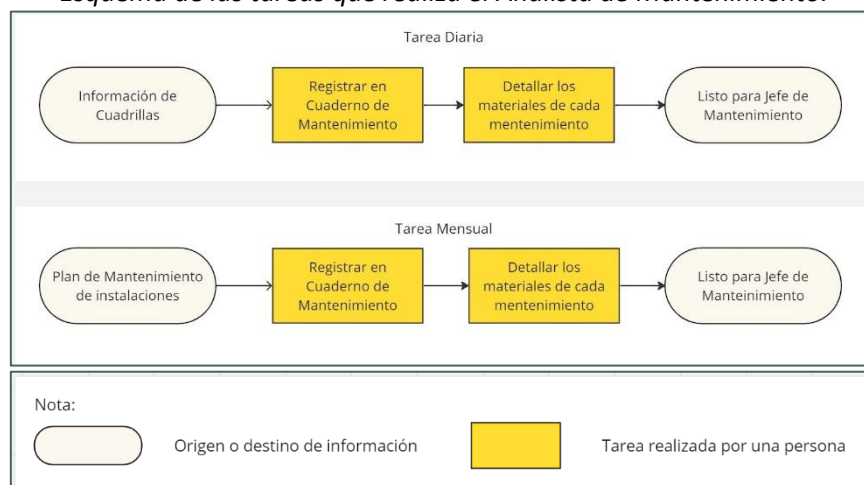 Esquema de las tareas que realiza el Analista de Mantenimiento.
Tarea Diaria
Información de
Cuadrillas
Registrar en
Cuaderno de
Mantenimiento
Detallar los
materiales de cada
mentenimiento
Listo para Jefe de
Mantenimiento
Tarea Mensual
Plan de Mantenimiento
de instalaciones
Registrar en
Cuaderno de
Mantenimiento
Detallar los
materiales de cada
mentenimiento
Listo para Jefe de
Manteinimiento
Nota:
Origen o destino de información
Tarea realizada por una persona